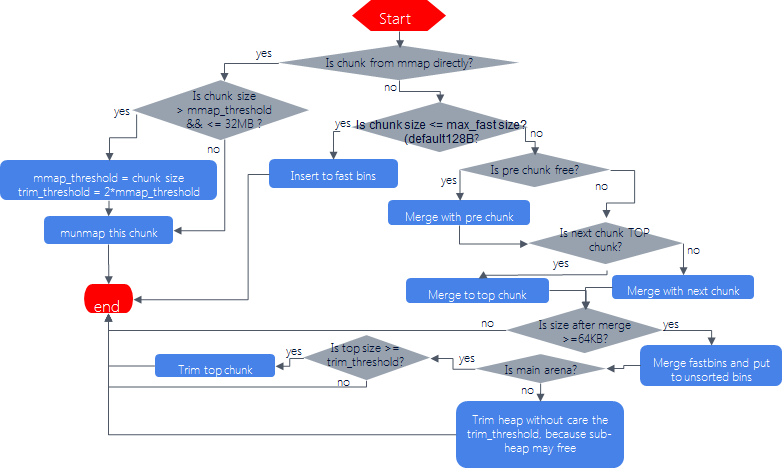 Start
Is chunk from mmap directly?
yes
no
Is chunk size
> mmap_threshold
&& <= 32MB ?
yes
no
Is chunk size <= max_fast size?
(default128B?
yes
no
mmap_threshold = chunk size
trim_threshold = 2*mmap_threshold
Insert to fast bins
Is pre chunk free?
yes
no
munmap this chunk
Merge with pre chunk
Is next chunk TOP
chunk?
yes
no
end
Merge to top chunk
Merge with next chunk
Is size after merge
>=64KB?
no
yes
Is top size >=
trim_threshold?
yes
no
Trim top chunk
Is main arena?
yes
no
Merge fastbins and put
to unsorted bins
Trim heap without care the
trim_threshold, because sub-
heap may free